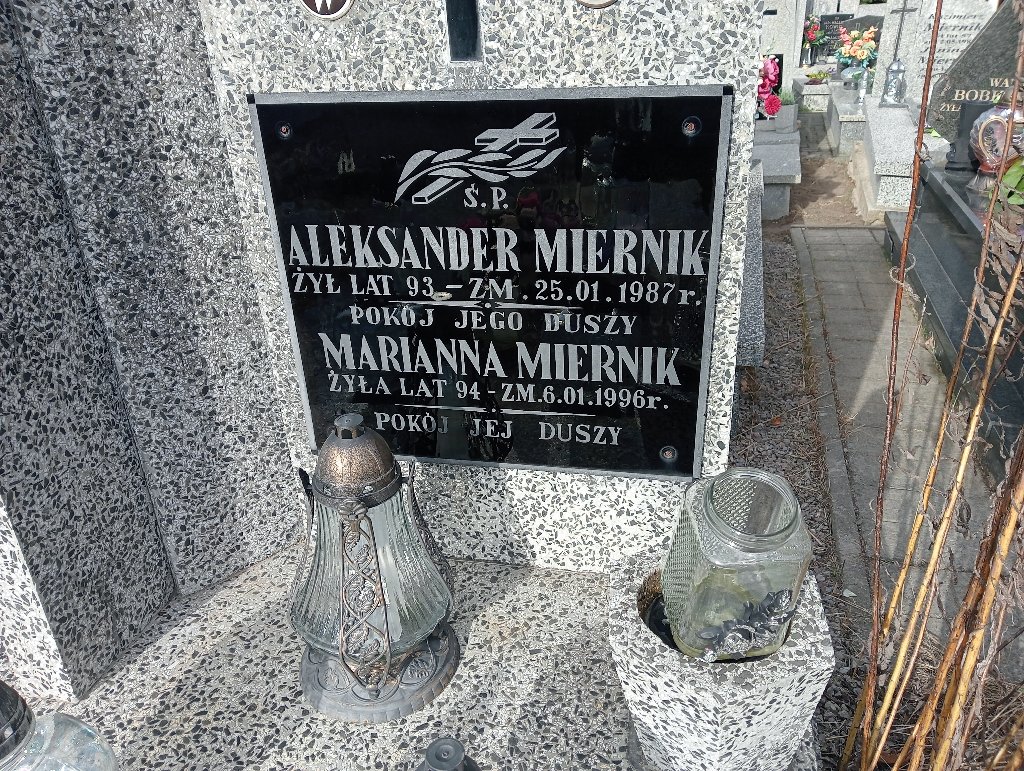 Ś.P.
ALEKSANDER MIERNIK
ŻYŁ LAT 93 - ZM. 25.01.1987r.
POKÓJ JEGO DUSZY
MARIANNA MIERNIK
ŻYŁA LAT 94 - ZM. 6.01.1996r.
POKÓJ JEJ DUSZY